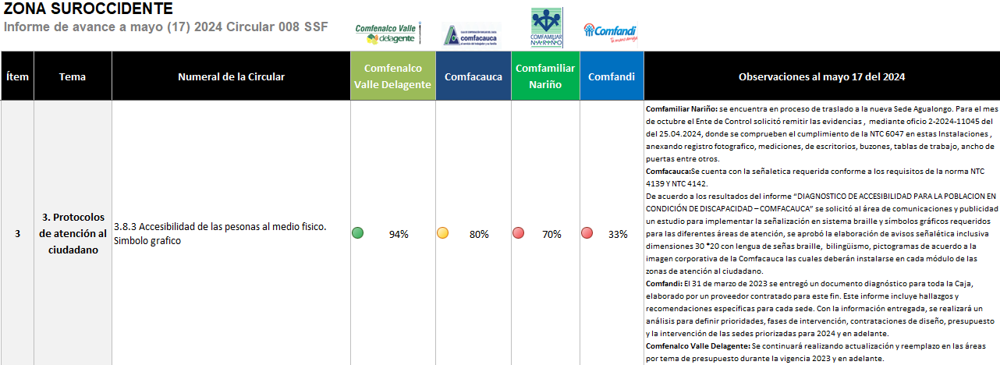 ZONA SUROCCIDENTE
Informe de avance a mayo (17) 2024 Circular 008 SSF
Comfenalco Valle
delagente
comfacauca
COMFAMILIAR
NARIÑO
Comfandi
Ítem
Tema
Numeral de la Circular
Comfenalco
Valle Delagente
Comfacauca
Comfamiliar
Nariño
Comfandi
Observaciones al mayo 17 del 2024
3
3. Protocolos
de atención al
ciudadano
3.8.3 Accesibilidad de las pesonas al medio fisico.
Simbolo grafico
94%
80%
70%
33%
Comfamiliar Nariño: se encuentra en proceso de traslado a la nueva Sede Agualongo. Para el mes
de octubre el Ente de Control solicitó remitir las evidencias , mediante oficio 2-2024-11045 del
del 25.04.2024, donde se comprueben el cumplimiento de la NTC 6047 en estas Instalaciones ,
anexando registro fotografico, mediciones, de escritorios, buzones, tablas de trabajo, ancho de
puertas entre otros.
Comfacauca:Se cuenta con la señaletica requerida conforme a los requisitos de la norma NTC
4139 Y NTC 4142.
De acuerdo a los resultados del informe “DIAGNOSTICO DE ACCESIBILIDAD PARA LA POBLACION EN
CONDICIÓN DE DISCAPACIDAD – COMFACAUCA” se solicitó al área de comunicaciones y publicidad
un estudio para implementar la señalización en sistema braille y símbolos gráficos requeridos
para las diferentes áreas de atención, se aprobó la elaboración de avisos señalética inclusiva
dimensiones 30 *20 con lengua de señas braille, bilingüismo, pictogramas de acuerdo a la
imagen corporativa de la Comfacauca las cuales deberán instalarse en cada módulo de las
zonas de atención al ciudadano.
Comfandi: El 31 de marzo de 2023 se entregó un documento diagnóstico para toda la Caja,
elaborado por un proveedor contratado para este fin. Este informe incluye hallazgos y
recomendaciones específicas para cada sede. Con la información entregada, se realizará un
análisis para definir prioridades, fases de intervención, contrataciones de diseño, presupuesto
y la intervención de las sedes priorizadas para 2024 y en adelante.
Comfenalco Valle Delagente: Se continuará realizando actualización y reemplazo en las áreas
por tema de presupuesto durante la vigencia 2023 y en adelante.